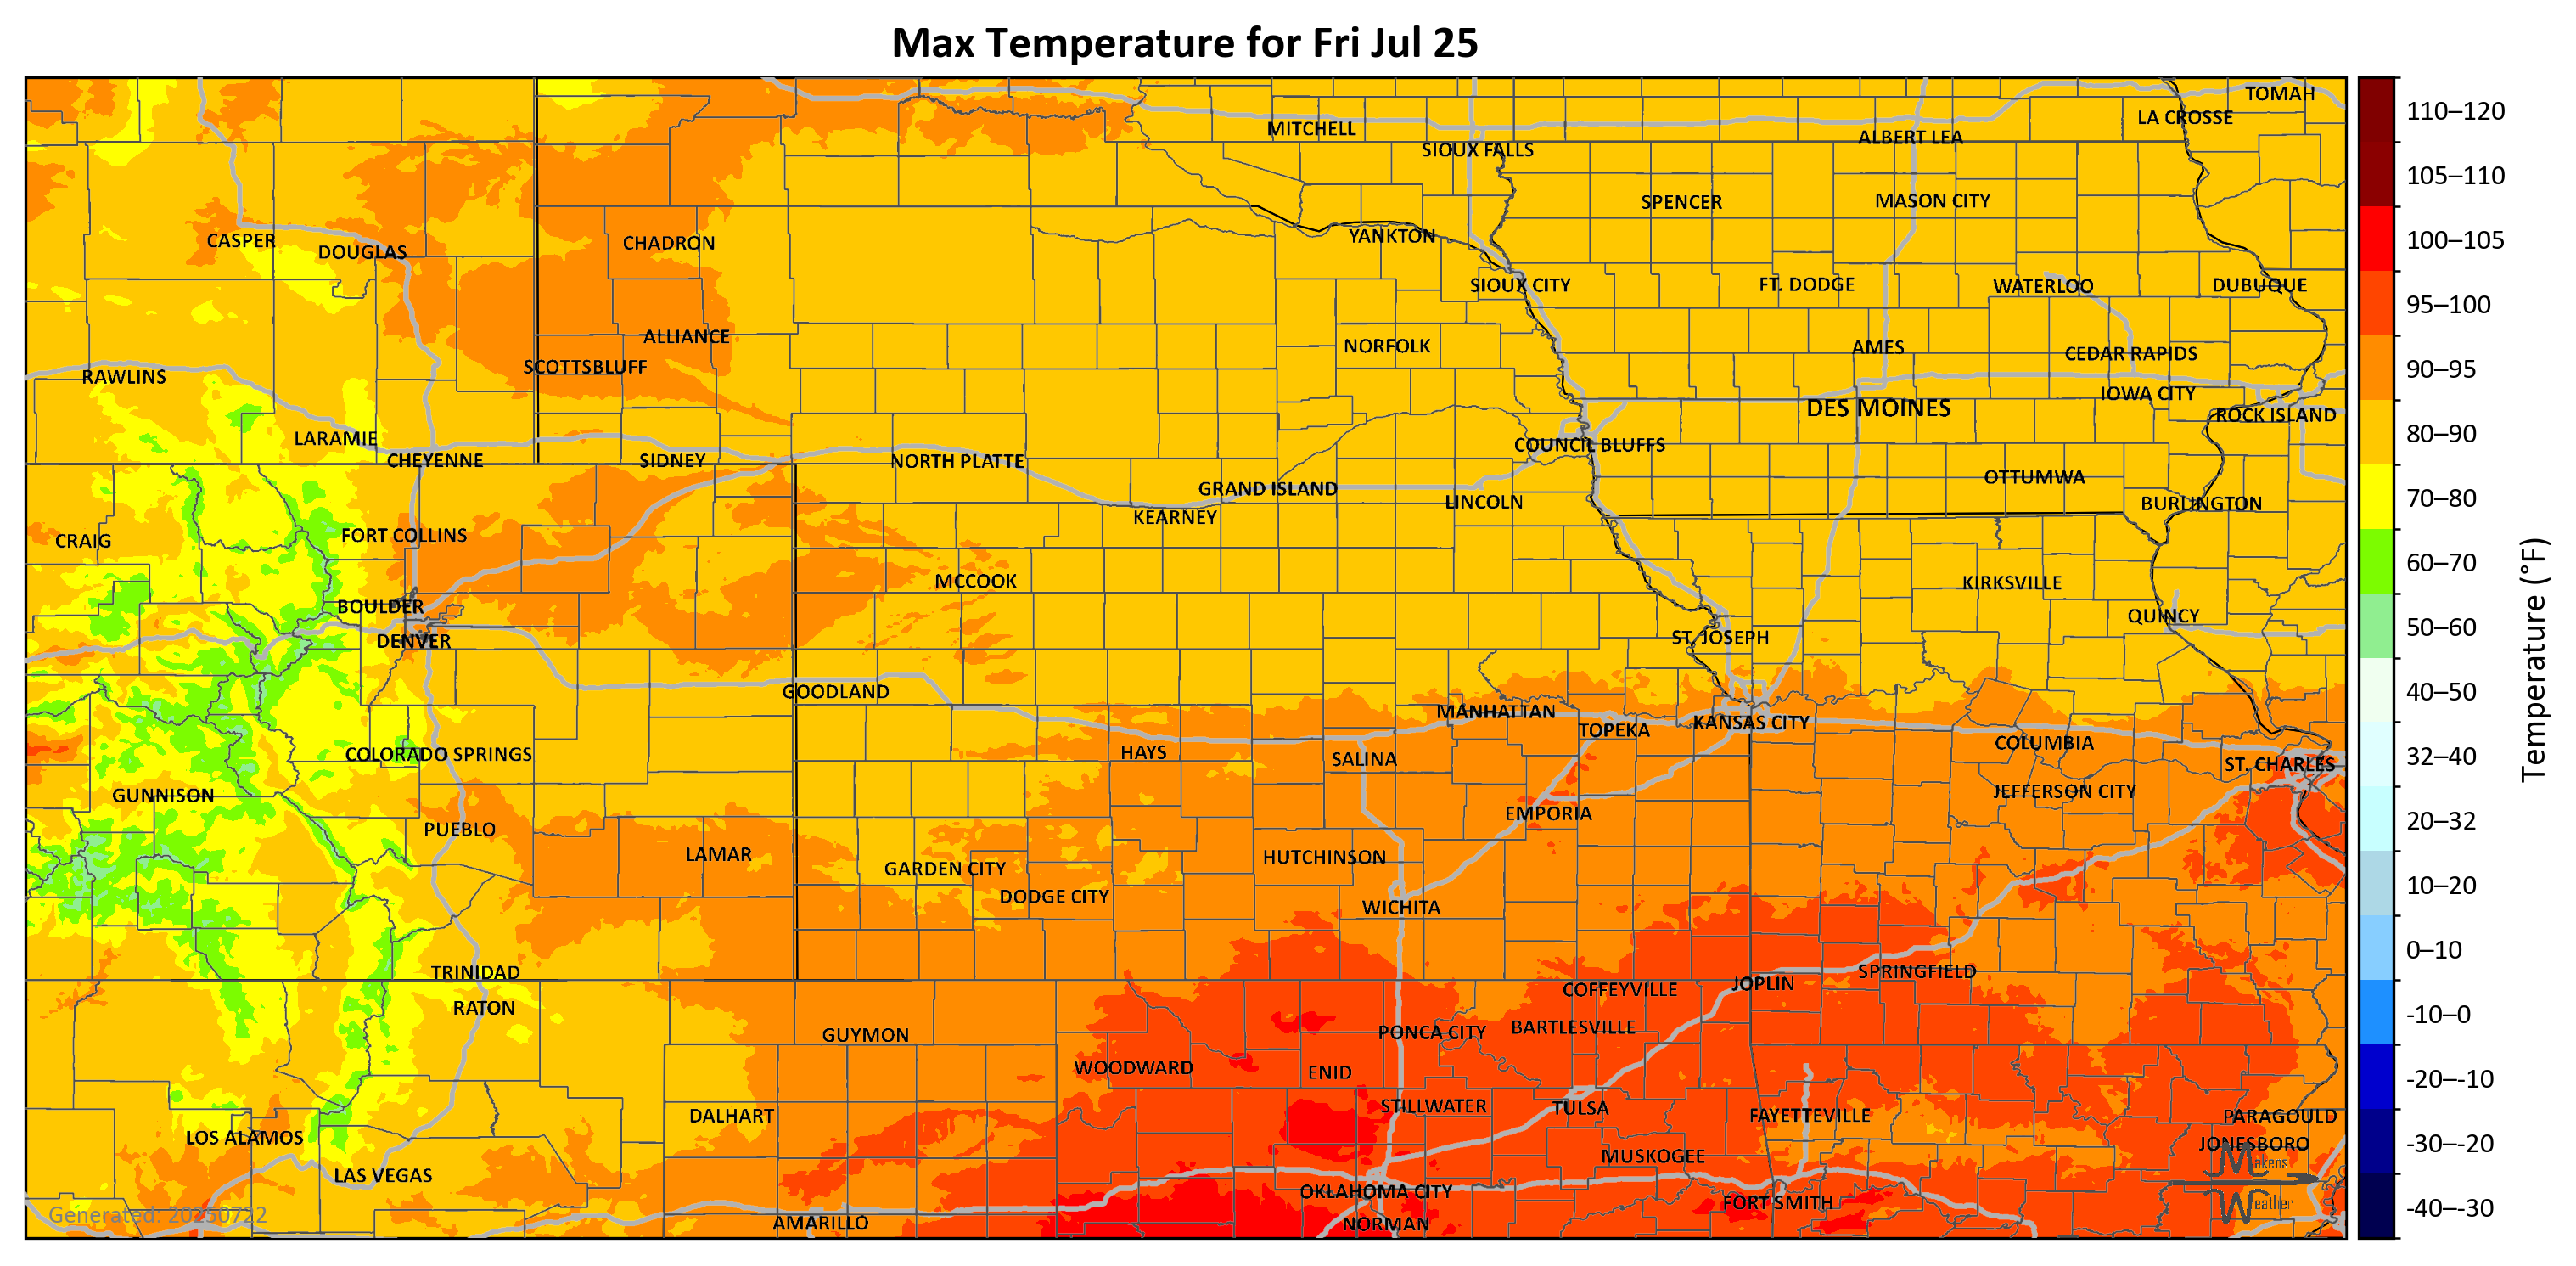 Max Temperature for Fri Jul 25
TOMAH
LA CROSSE
MITCHELL
ALBERT LEA
SIOUX FALLS
SPENCER
MASON CITY
CASPER
DOUGLAS
CHADRON
YANKTON
SIOUX CITY
FT. DODGE
WATERLOO
DUBUQUE
ALLIANCE
NORFOLK
AMES
CEDAR RAPIDS
SCOTTSBLUFF
RAWLINS
IOWA CITY
DES MOINES
ROCK ISLAND
LARAMIE
COUNCIL BLUFFS
CHEYENNE
SIDNEY
NORTH PLATTE
OTTUMWA
GRAND ISLAND
LINCOLN
BURLINGTON
KEARNEY
CRAIG
FORT COLLINS
MCCOOK
KIRKSVILLE
BOULDER
QUINCY
DENVER
ST. JOSEPH
GOODLAND
MANHATTAN
TOPEKA
KANSAS CITY
COLUMBIA
COLORADO SPRINGS
HAYS
SALINA
ST. CHARLES
GUNNISON
JEFFERSON CITY
EMPORIA
PUEBLO
LAMAR
HUTCHINSON
GARDEN CITY
DODGE CITY
WICHITA
TRINIDAD
SPRINGFIELD
JOPLIN
COFFEYVILLE
RATON
GUYMON
PONCA CITY
BARTLESVILLE
WOODWARD
ENID
DALHART
STILLWATER
TULSA
FAYETTEVILLE
PARAGOULD
LOS ALAMOS
JONESBORO
MUSKOGEE
LAS VEGAS
OKLAHOMA CITY
FORT SMITH
AMARILLO
NORMAN
Generated: 20250722
Makens
Weather
110–120
105–110
100–105
95–100
90–95
80–90
70–80
60–70
50–60
40–50
32–40
20–32
10–20
0–10
-10–0
-20–-10
-30–-20
-40–-30
Temperature (°F)